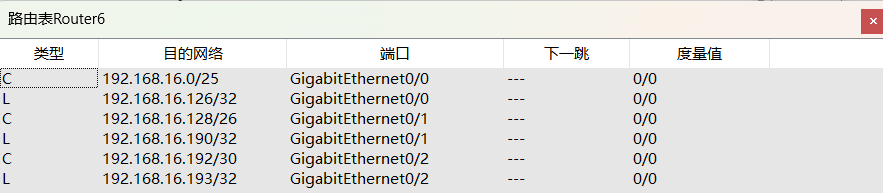 路由表Router6
类型 目的网络 端口 下一跳 度量值
C 192.168.16.0/25 GigabitEthernet0/0 --- 0/0
L 192.168.16.126/32 GigabitEthernet0/0 --- 0/0
C 192.168.16.128/26 GigabitEthernet0/1 --- 0/0
L 192.168.16.190/32 GigabitEthernet0/1 --- 0/0
C 192.168.16.192/30 GigabitEthernet0/2 --- 0/0
L 192.168.16.193/32 GigabitEthernet0/2 --- 0/0